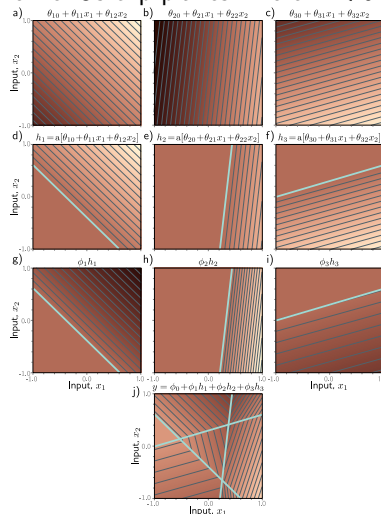 a) θ10 + θ11x1 + θ12x2
b) θ20 + θ21x1 + θ22x2
c) θ30 + θ31x1 + θ32x2
1.0
Input, x2
0.0
-1.0
d) h1 = a[θ10+θ11x1+θ12x2]
e) h2 = a[θ20+θ21x1+θ22x2]
f) h3 = a[θ30+θ31x1+θ32x2]
1.0
Input, x2
0.0
-1.0
g) ϕ1h1
h) ϕ2h2
i) ϕ3h3
1.0
Input, x2
0.0
-1.0
-1.0 0.0 1.0
-1.0 0.0 1.0
-1.0 0.0 1.0
Input, x1
Input, x1
j) y = ϕ0+ϕ1h1+ϕ2h2+ϕ3h3
1.0
Input, x2
0.0
-1.0
-1.0 0.0 1.0
Input, x1